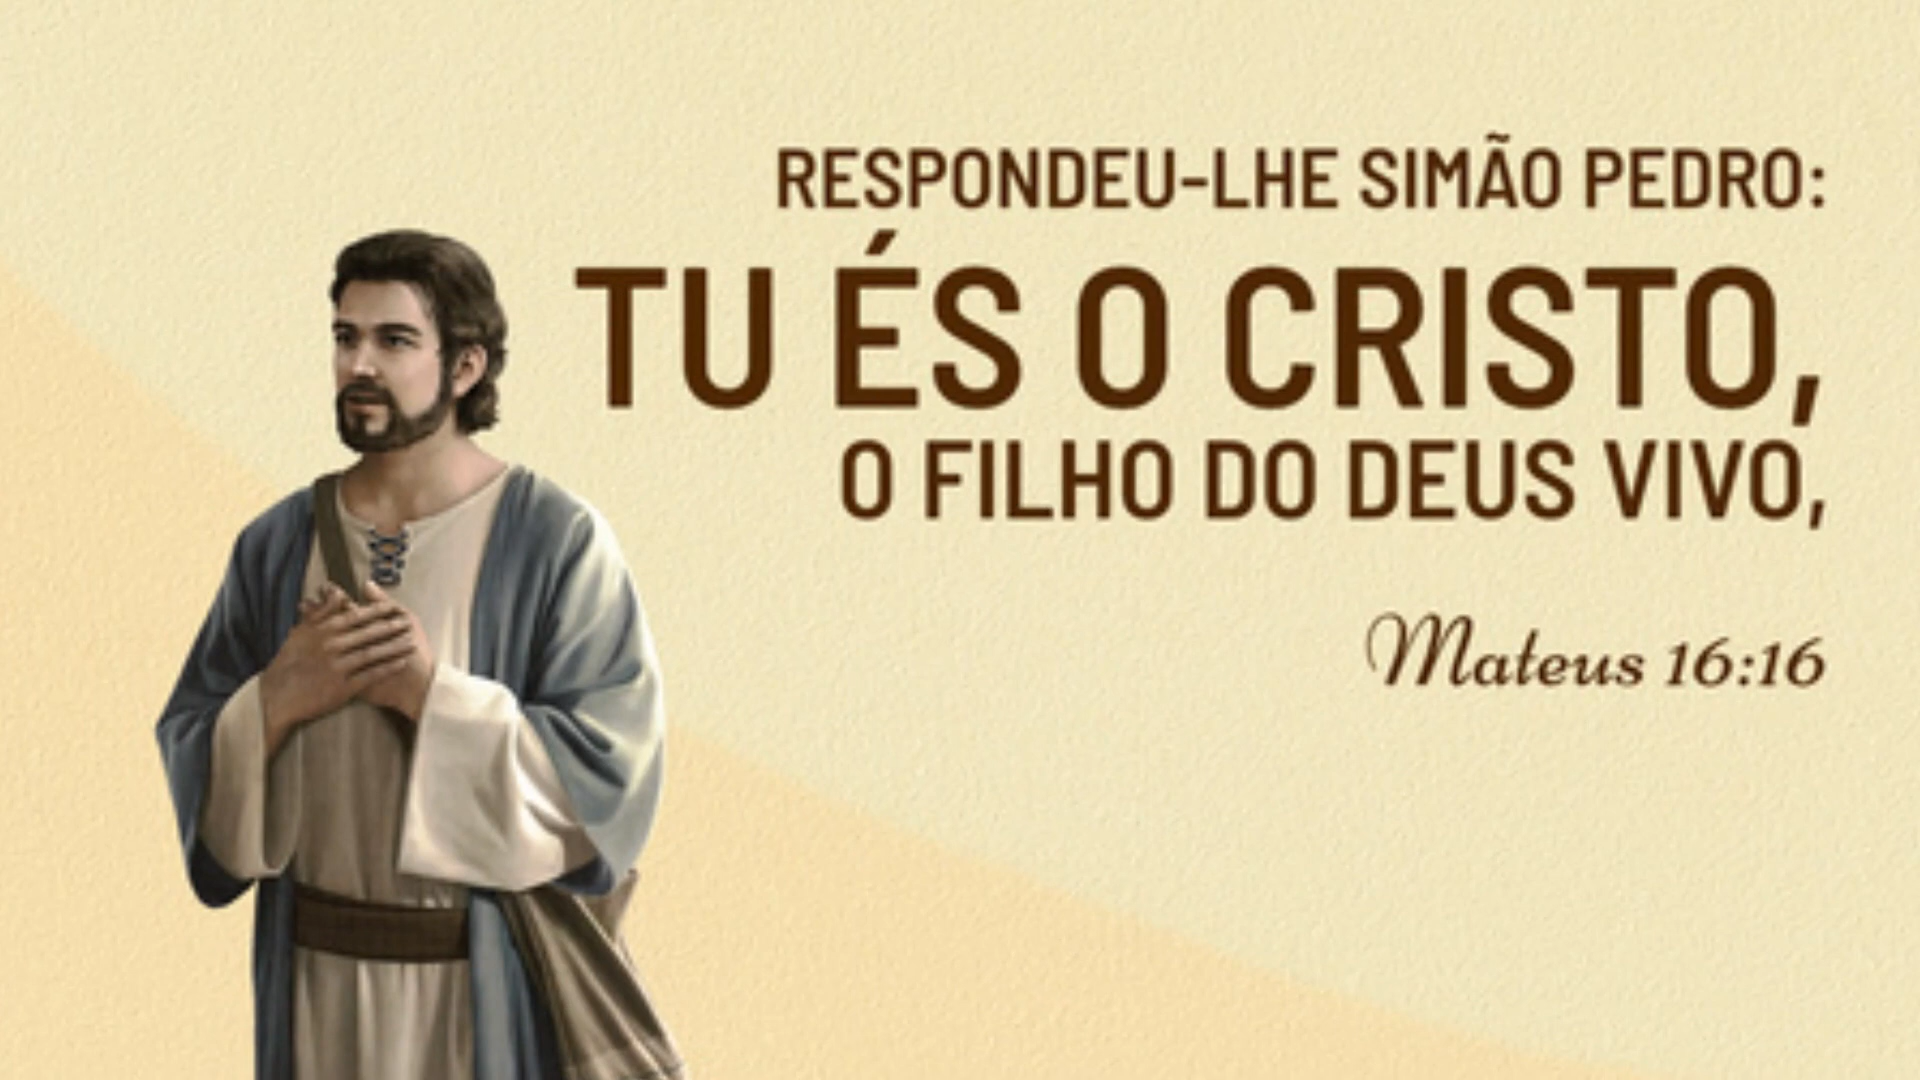 RESPONDEU-LHE SIMÃO PEDRO:
TU ÉS O CRISTO,
O FILHO DO DEUS VIVO,
Mateus 16:16